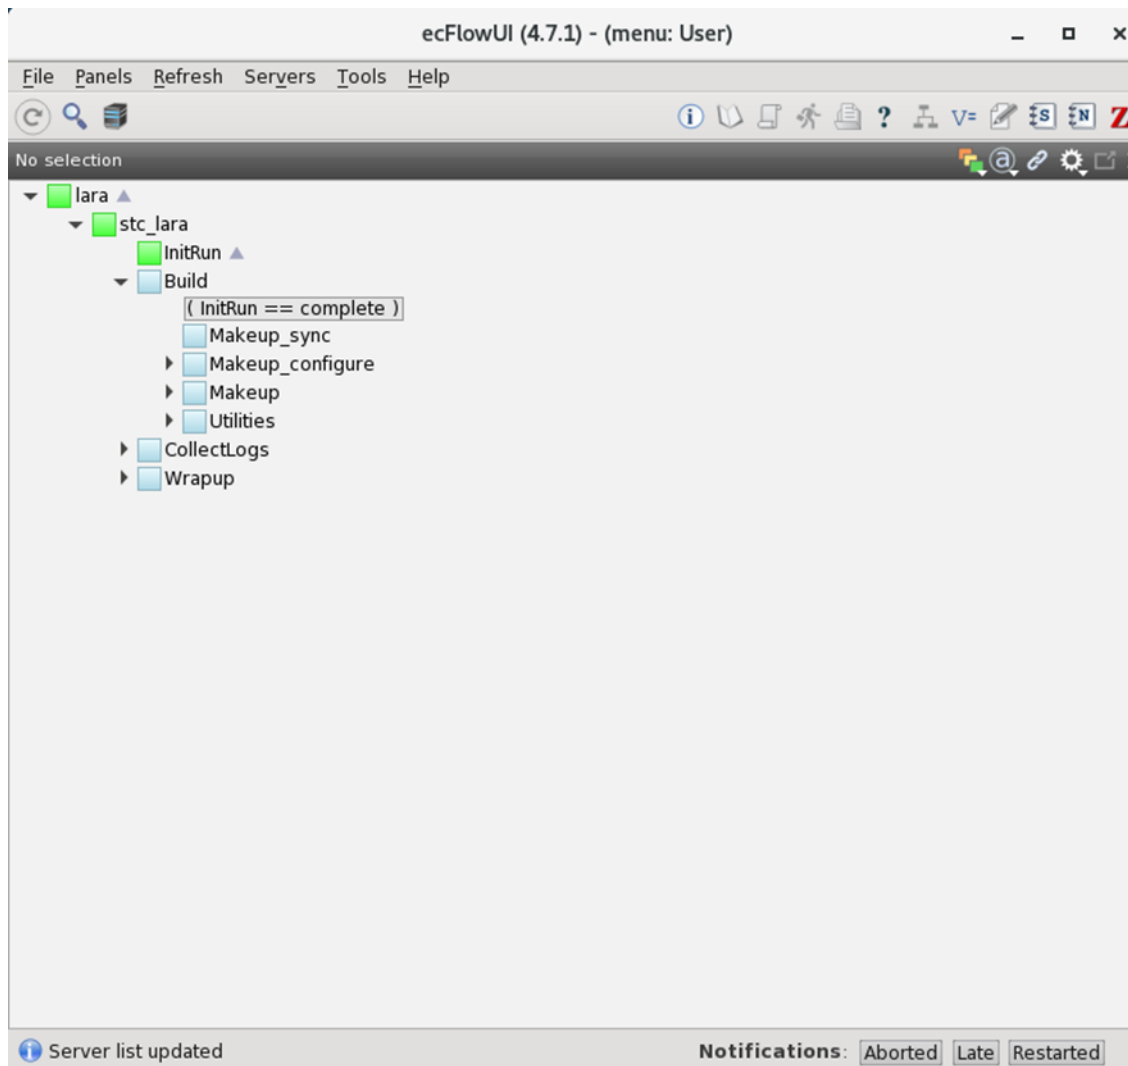 ecFlowUI (4.7.1) - (menu: User)
File Panels Refresh Servers Tools Help
? V= S N Z
No selection a
lara
stc_lara
InitRun
Build
( InitRun == complete )
Makeup_sync
Makeup_configure
Makeup
Utilities
CollectLogs
Wrapup
Server list updated Notifications: Aborted Late Restarted